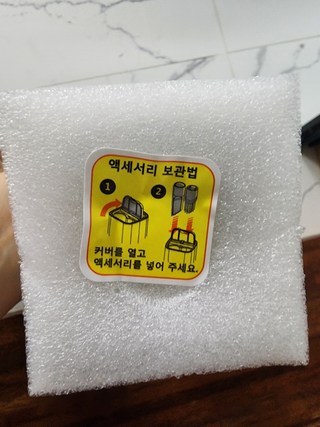 액세서리 보관법
1
2
커버를 열고
액세서리를 넣어 주세요.